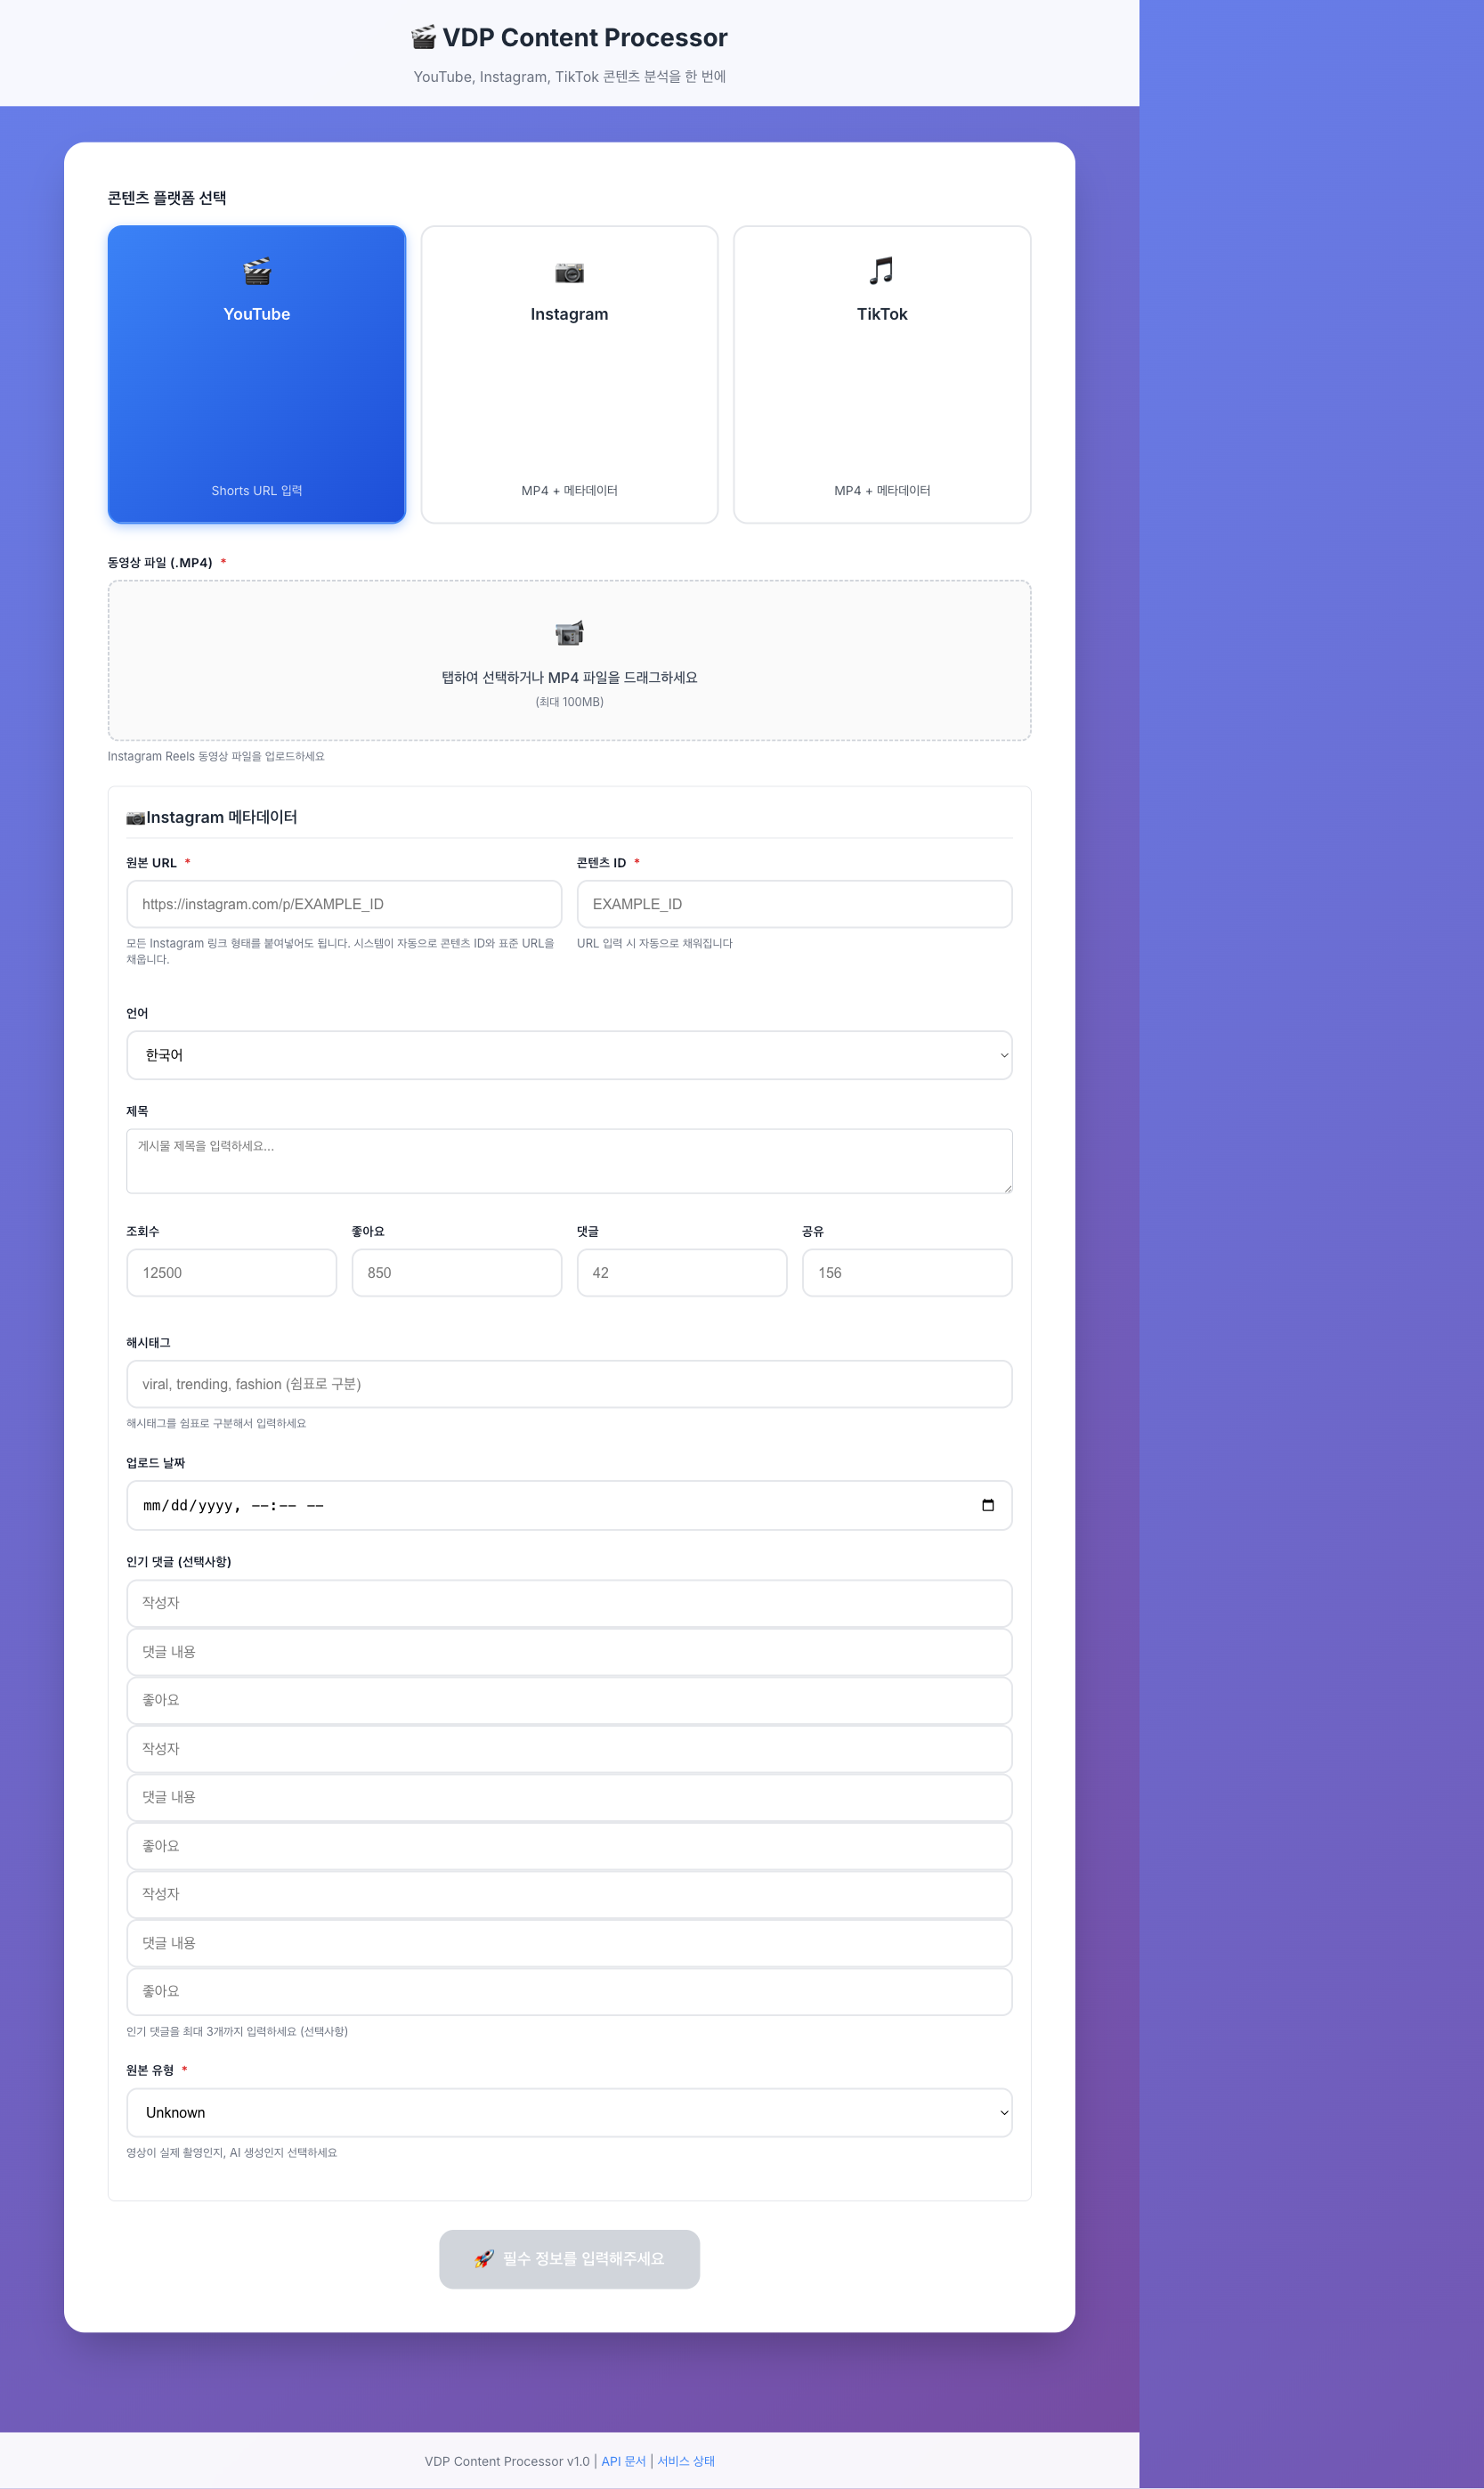 🎬 VDP Content Processor
YouTube, Instagram, TikTok 콘텐츠 분석을 한 번에
콘텐츠 플랫폼 선택
YouTube
Shorts URL 입력
Instagram
MP4 + 메타데이터
TikTok
MP4 + 메타데이터
동영상 파일 (.MP4) *
탭하여 선택하거나 MP4 파일을 드래그하세요
(최대 100MB)
Instagram Reels 동영상 파일을 업로드하세요
📷Instagram 메타데이터
원본 URL *
https://instagram.com/p/EXAMPLE_ID
모든 Instagram 링크 형태를 붙여넣어도 됩니다. 시스템이 자동으로 콘텐츠 ID와 표준 URL을
채웁니다.
콘텐츠 ID *
EXAMPLE_ID
URL 입력 시 자동으로 채워집니다
언어
한국어
제목
게시물 제목을 입력하세요...
조회수
12500
좋아요
850
댓글
42
공유
156
해시태그
viral, trending, fashion (쉼표로 구분)
해시태그를 쉼표로 구분해서 입력하세요
업로드 날짜
mm/dd/yyyy, --:-- --
인기 댓글 (선택사항)
작성자
댓글 내용
좋아요
작성자
댓글 내용
좋아요
작성자
댓글 내용
좋아요
인기 댓글을 최대 3개까지 입력하세요 (선택사항)
원본 유형 *
Unknown
영상이 실제 촬영인지, AI 생성인지 선택하세요
🚀 필수 정보를 입력해주세요
VDP Content Processor v1.0 | API 문서 | 서비스 상태